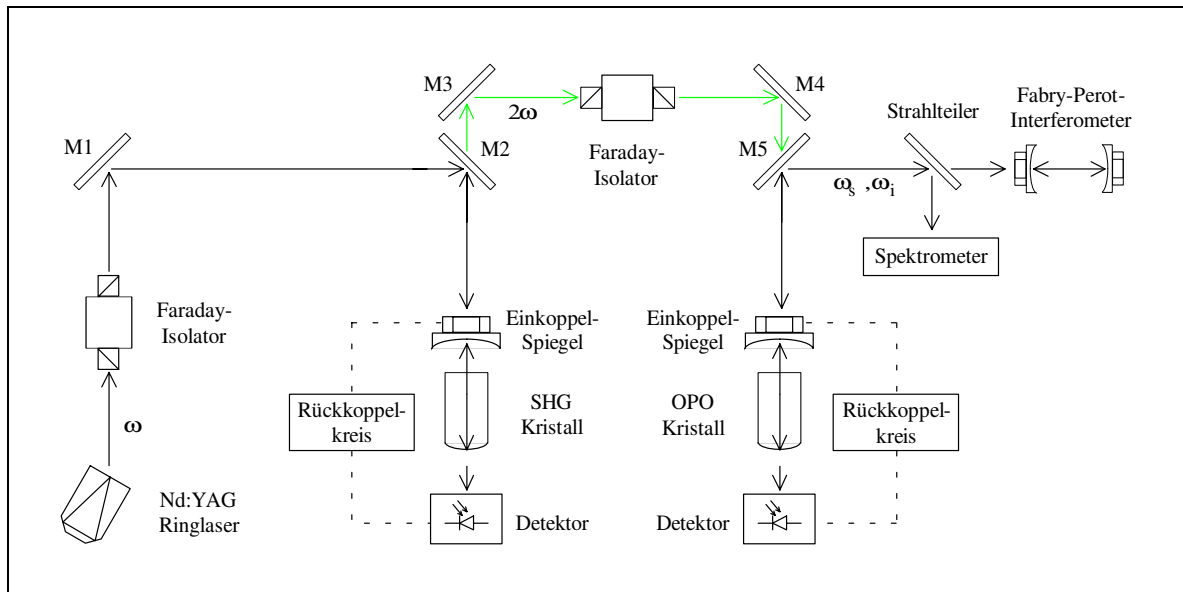 M3
M4
2ω
Faraday-
Isolator
Strahlteiler
Fabry-Perot-
Interferometer
M1
M2
M5
ωs ,ωi
Spektrometer
Faraday-
Isolator
Einkoppel-
Spiegel
Einkoppel-
Spiegel
SHG
Kristall
OPO
Kristall
Rückkoppel-
kreis
Rückkoppel-
kreis
ω
Nd:YAG
Ringlaser
Detektor
Detektor